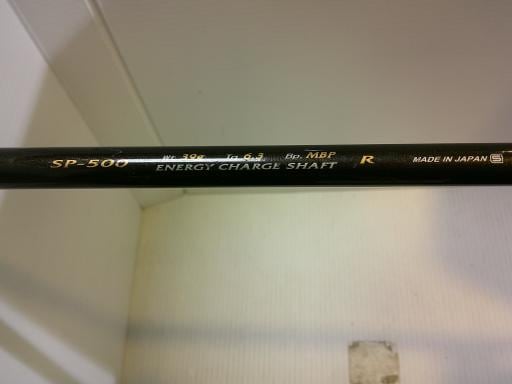 SP-500 Wt. 39g Tq 6.3 Bp. MBP R MADE IN JAPAN S
ENERGY CHARGE SHAFT